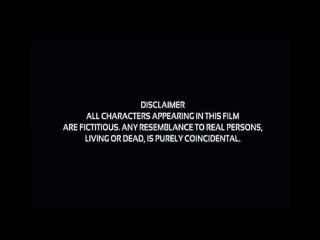 DISCLAIMER
ALL CHARACTERS APPEARING IN THIS FILM
ARE FICTITIOUS. ANY RESEMBLANCE TO REAL PERSONS,
LIVING OR DEAD, IS PURELY COINCIDENTAL.